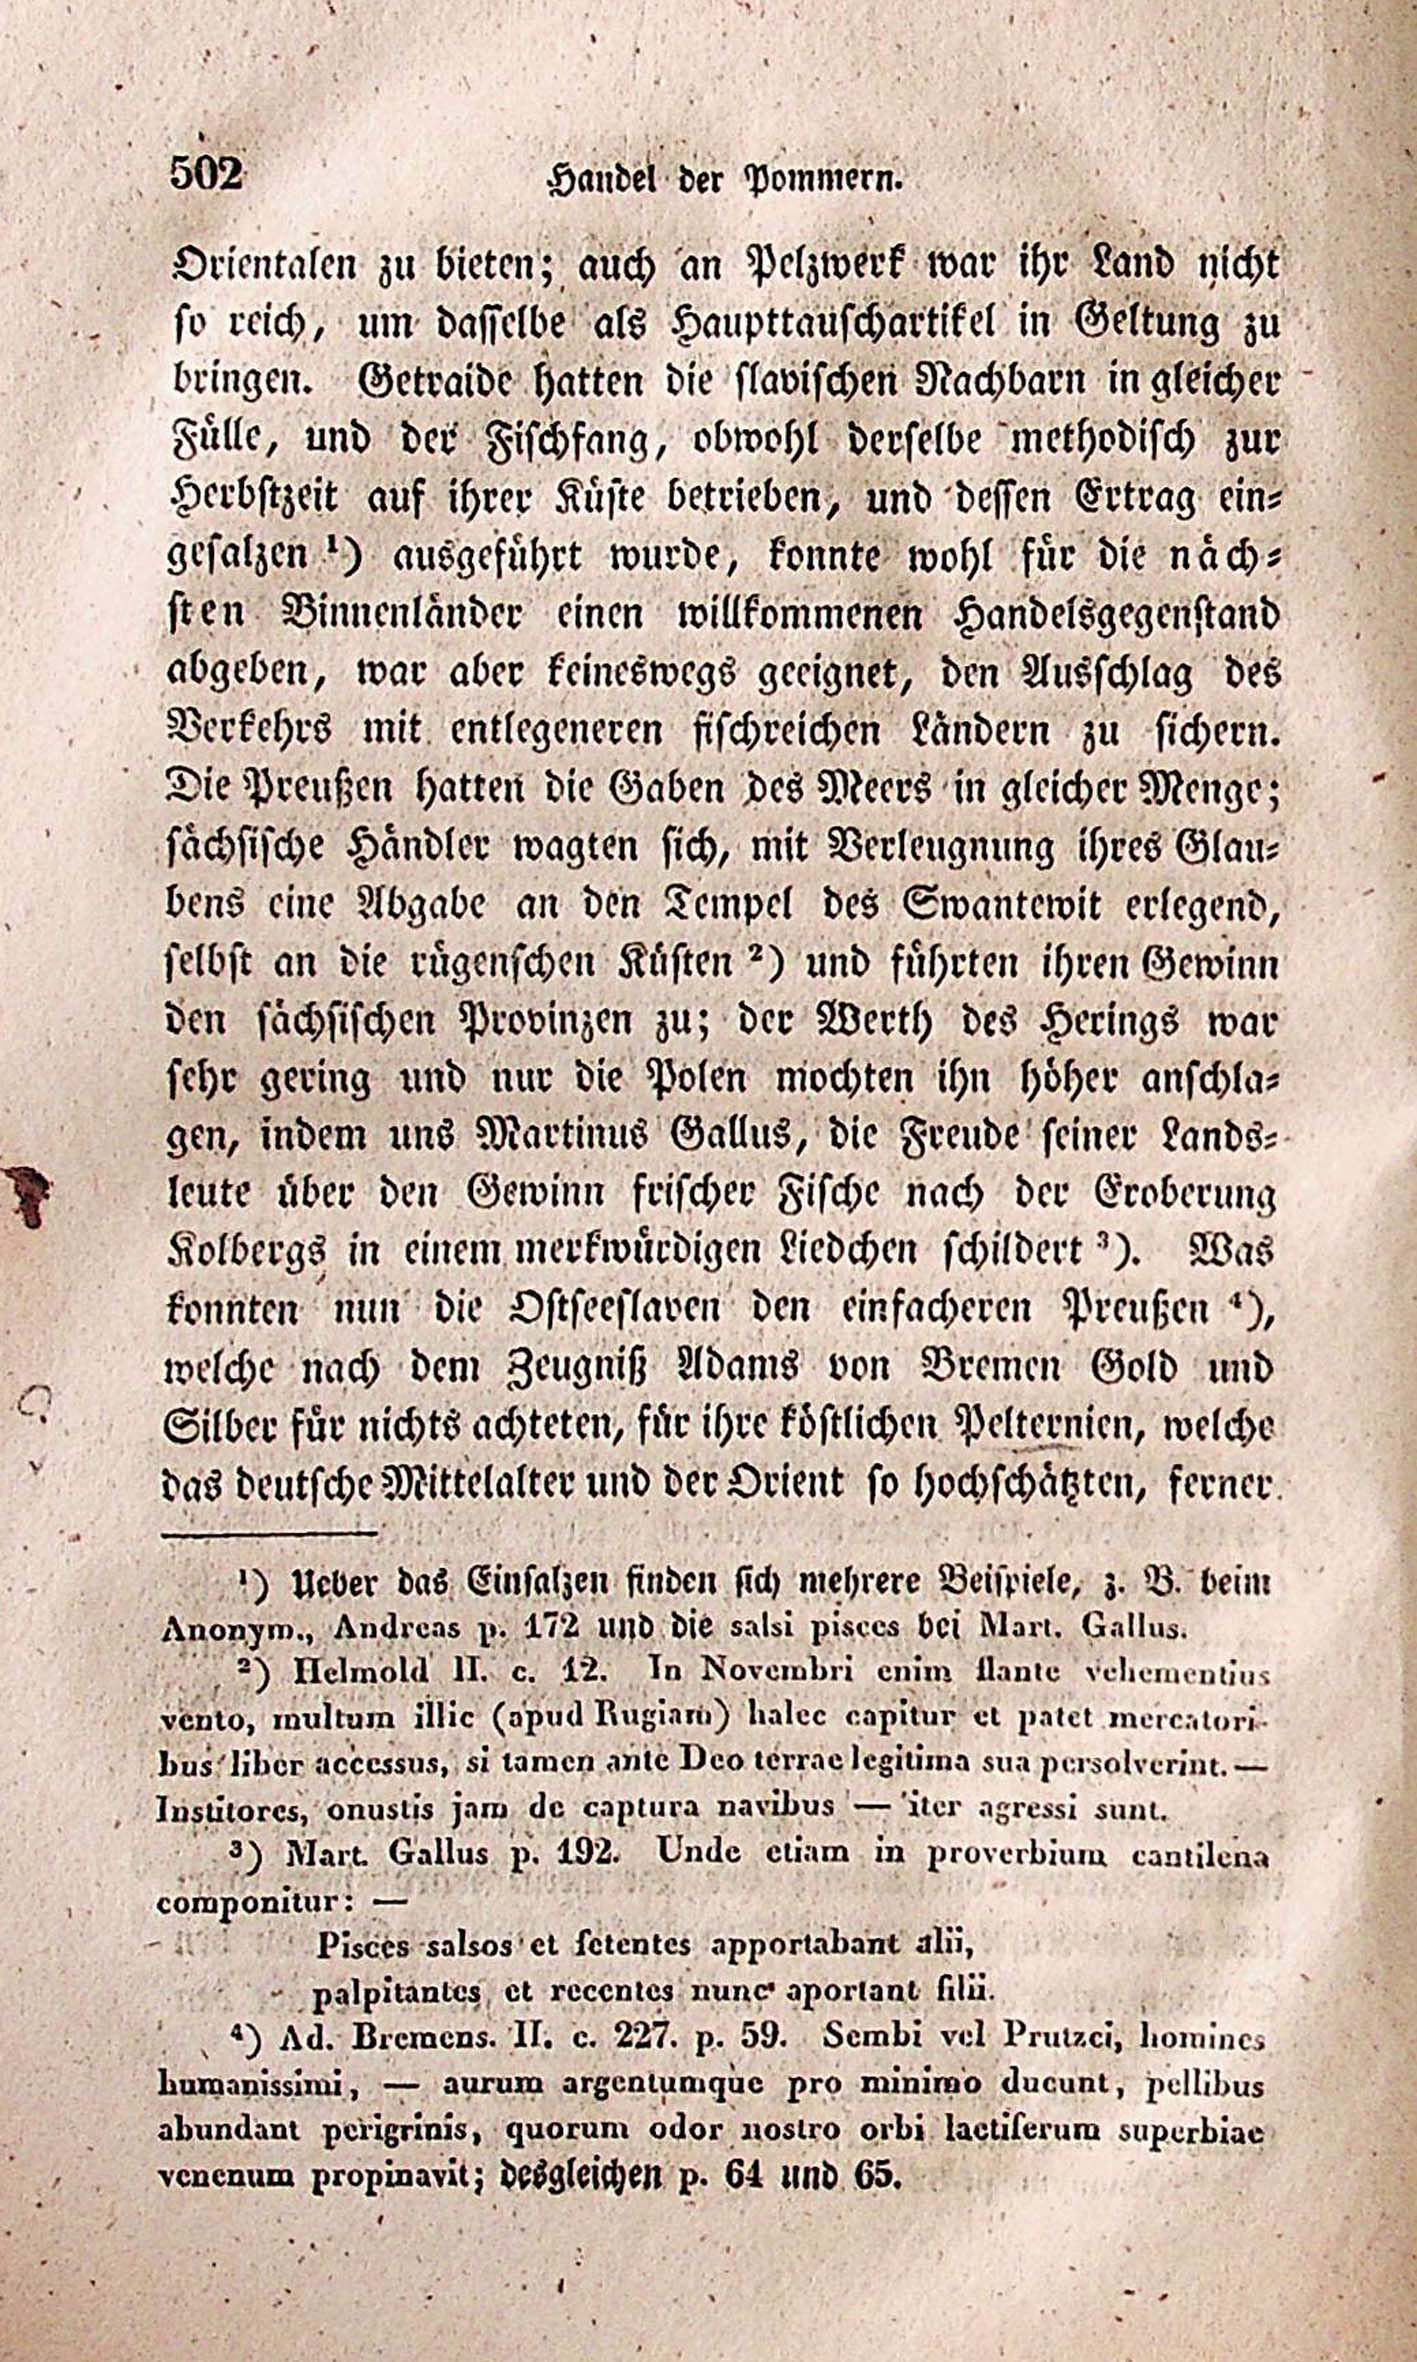 502 Handel der Pommern.
Orientalen zu bieten; auch an Pelzwerk war ihr Land nicht
so reich, um dasselbe als Haupttauschartikel in Geltung zu
bringen. Getraide hatten die slavischen Nachbarn in gleicher
Fülle, und der Fischfang, obwohl derselbe methodisch zur
Herbstzeit auf ihrer Küste betrieben, und dessen Ertrag ein-
gesalzen ¹) ausgeführt wurde, konnte wohl für die näch-
sten Binnenländer einen willkommenen Handelsgegenstand
abgeben, war aber keineswegs geeignet, den Ausschlag des
Verkehrs mit entlegeneren fischreichen Ländern zu sichern.
Die Preußen hatten die Gaben des Meers in gleicher Menge;
sächsische Händler wagten sich, mit Verleugnung ihres Glau-
bens eine Abgabe an den Tempel des Swantewit erlegend,
selbst an die rügenschen Küsten ²) und führten ihren Gewinn
den sächsischen Provinzen zu; der Werth des Herings war
sehr gering und nur die Polen mochten ihn höher anschla-
gen, indem uns Martinus Gallus, die Freude seiner Lands-
leute über den Gewinn frischer Fische nach der Eroberung
Kolbergs in einem merkwürdigen Liedchen schildert ³). Was
konnten nun die Ostseeslaven den einfacheren Preußen ⁴),
welche nach dem Zeugniß Adams von Bremen Gold und
Silber für nichts achteten, für ihre köstlichen Pelternien, welche
das deutsche Mittelalter und der Orient so hochschätzten, ferner
¹) Ueber das Einsalzen finden sich mehrere Beispiele, z. B. beim
Anonym., Andreas p. 172 und die salsi pisces bei Mart. Gallus.
²) Helmold II. c. 12. In Novembri enim flante vehementius
vento, multum illic (apud Rugiam) halec capitur et patet mercatori-
bus liber accessus, si tamen ante Deo terrae legitima sua persolverint. —
Institores, onustis jam de captura navibus — iter agressi sunt.
³) Mart. Gallus p. 192. Unde etiam in proverbium cantilena
componitur: —
Pisces salsos et fetentes apportabant alii,
palpitantes et recentes nunc aportant filii.
⁴) Ad. Bremens. II. c. 227. p. 59. Sembi vel Prutzci, homines
humanissimi, — aurum argentumque pro minimo ducunt, pellibus
abundant perigrinis, quorum odor nostro orbi lactiferum superbiae
venenum propinavit; desgleichen p. 64 und 65.